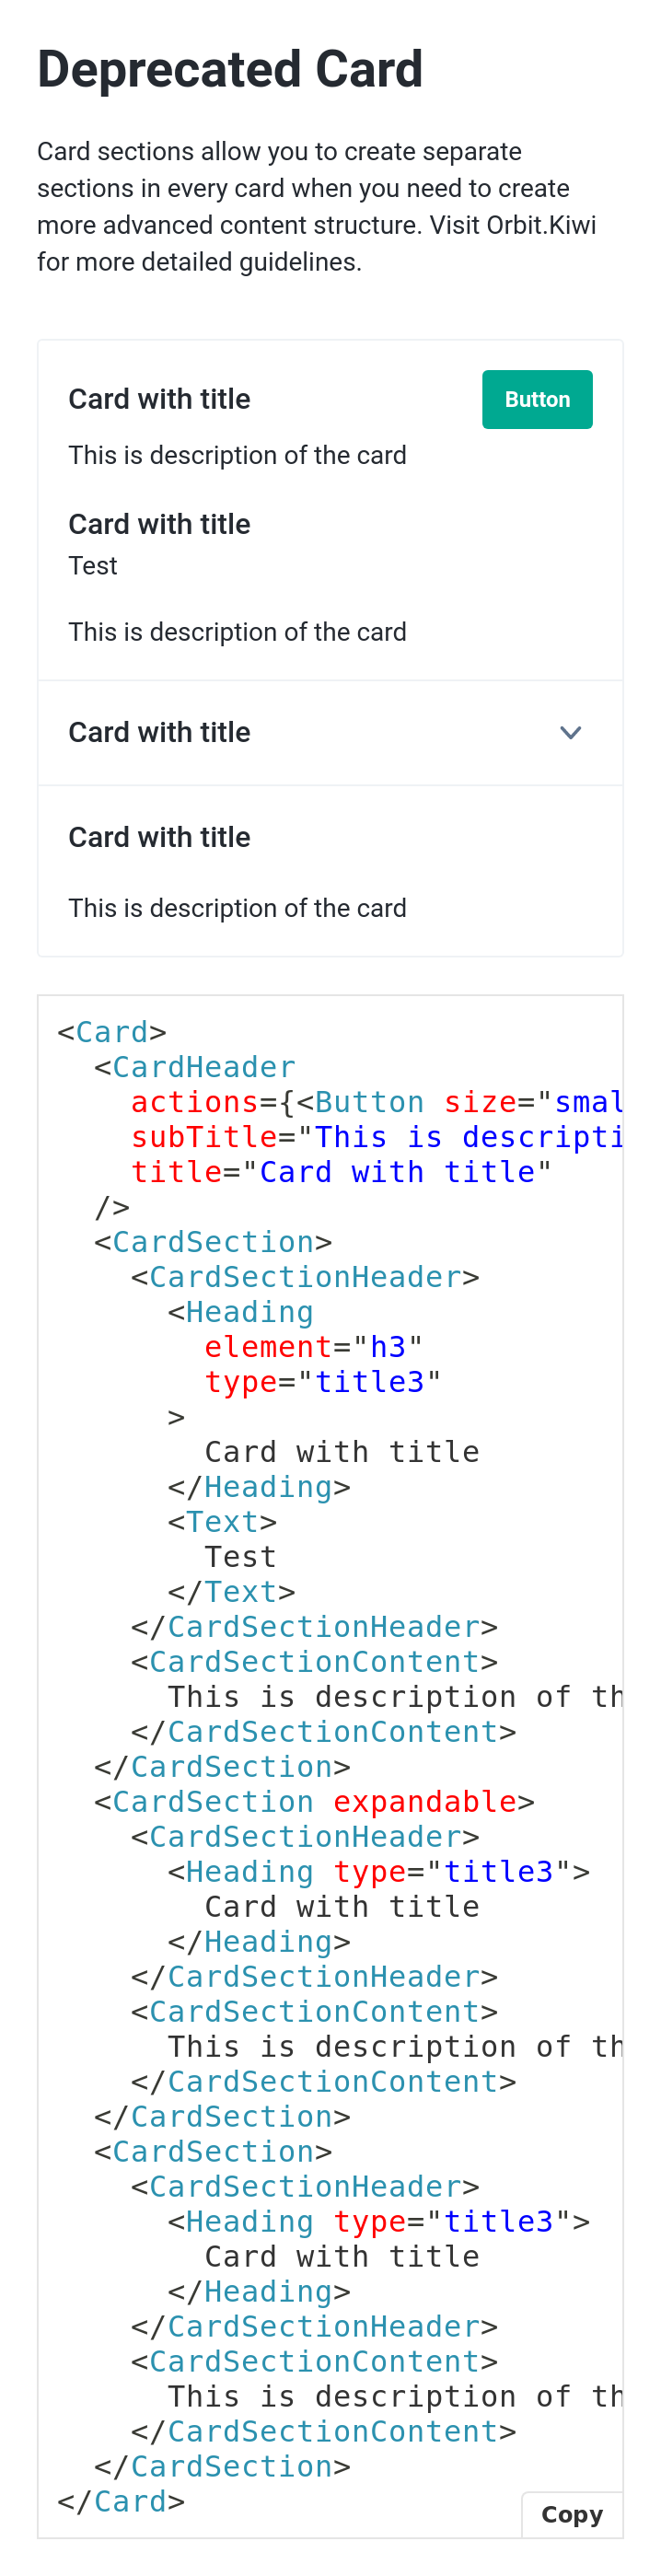 Deprecated Card
Card sections allow you to create separate
sections in every card when you need to create
more advanced content structure. Visit Orbit.Kiwi
for more detailed guidelines.
Card with title
Button
This is description of the card
Card with title
Test
This is description of the card
Card with title
Card with title
This is description of the card
<Card>
  <CardHeader
    actions={<Button size="smal
    subTitle="This is descripti
    title="Card with title"
  />
  <CardSection>
    <CardSectionHeader>
      <Heading
        element="h3"
        type="title3"
      >
        Card with title
      </Heading>
      <Text>
        Test
      </Text>
    </CardSectionHeader>
    <CardSectionContent>
      This is description of th
    </CardSectionContent>
  </CardSection>
  <CardSection expandable>
    <CardSectionHeader>
      <Heading type="title3">
        Card with title
      </Heading>
    </CardSectionHeader>
    <CardSectionContent>
      This is description of th
    </CardSectionContent>
  </CardSection>
  <CardSection>
    <CardSectionHeader>
      <Heading type="title3">
        Card with title
      </Heading>
    </CardSectionHeader>
    <CardSectionContent>
      This is description of th
    </CardSectionContent>
  </CardSection>
</Card>
Copy